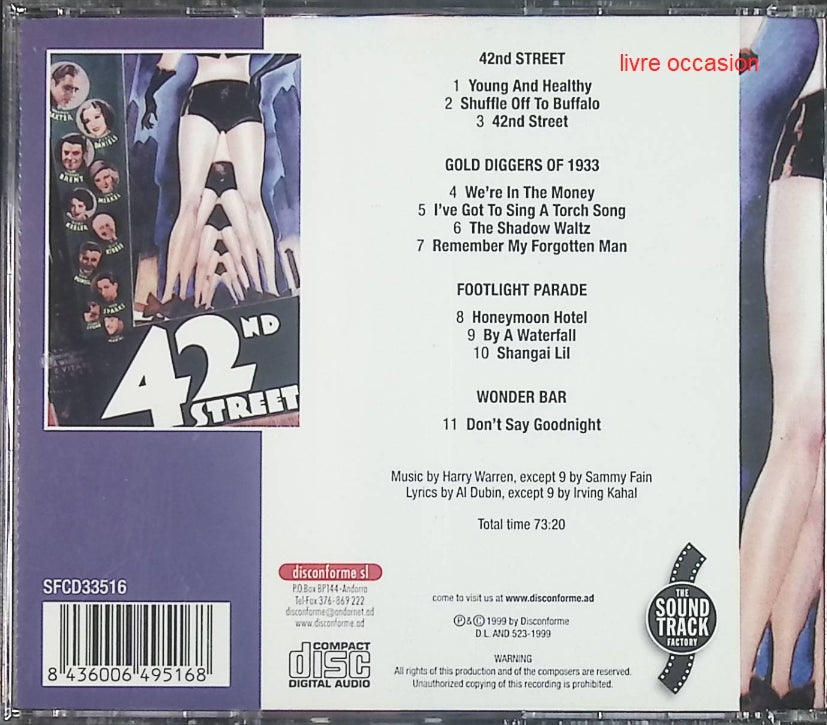 42nd STREET
livre occasion
1 Young And Healthy
2 Shuffle Off To Buffalo
3 42nd Street
GOLD DIGGERS OF 1933
4 We're In The Money
5 I've Got To Sing A Torch Song
6 The Shadow Waltz
7 Remember My Forgotten Man
FOOTLIGHT PARADE
8 Honeymoon Hotel
9 By A Waterfall
10 Shangai Lil
WONDER BAR
11 Don't Say Goodnight
Music by Harry Warren, except 9 by Sammy Fain
Lyrics by Al Dubin, except 9 by Irving Kahal
Total time 73:20
BAXTER
DANIELS
BRENT
MERKEL
KEELER
KIBBEE
SPARKS
42ND
STREET
SFCD33516
8 436006 495168
disconforme sl
P.O.Box BP144-Andorra
Tel-Fax 376-869 222
disconforme@andornet.ad
www.disconforme.ad
COMPACT
disc
DIGITAL AUDIO
come to visit us at www.disconforme.ad
Ⓟ&© 1999 by Disconforme
D.L. AND 523-1999
WARNING
All rights of this production and of the composers are reserved.
Unauthorized copying of this recording is prohibited.
THE
SOUND
TRACK
FACTORY